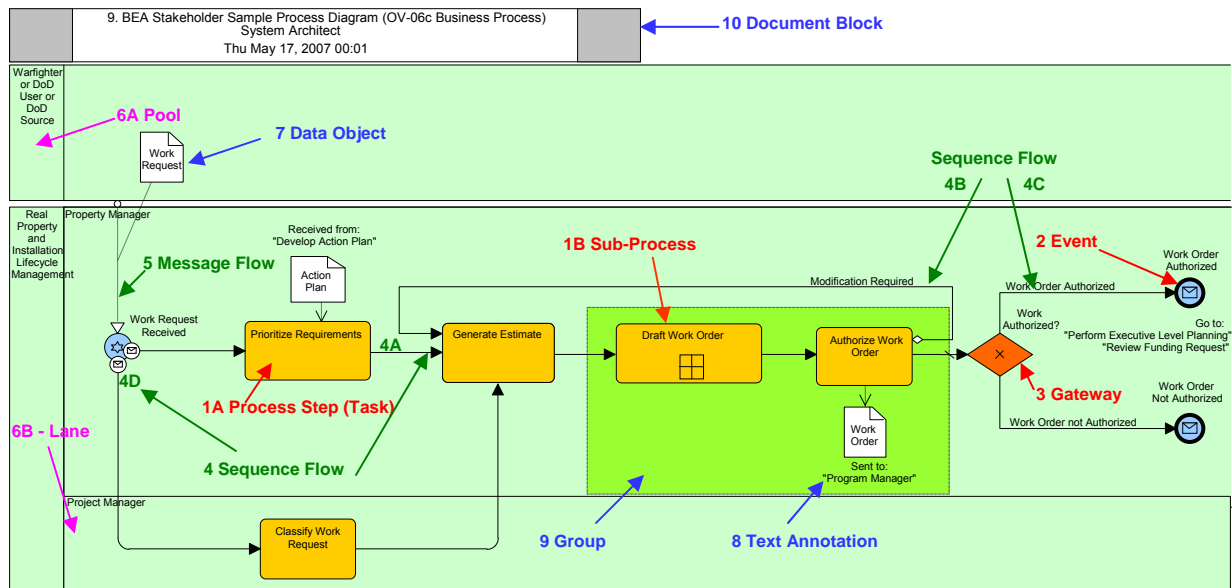 9. BEA Stakeholder Sample Process Diagram (OV-06c Business Process)
System Architect
Thu May 17, 2007 00:01
10 Document Block
Warfighter
or DoD
User or
DoD
Source
6A Pool
7 Data Object
Work
Request
Sequence Flow
4B
4C
Real
Property
and
Installation
Lifecycle
Management
Property Manager
Received from:
"Develop Action Plan"
1B Sub-Process
2 Event
Work Order
Authorized
5 Message Flow
Action
Plan
Modification Required
Work Order Authorized
Work Request
Received
Prioritize Requirements
4A
Generate Estimate
Draft Work Order
Authorize Work
Order
Work
Authorized?
Go to:
"Perform Executive Level Planning"
"Review Funding Request"
4D
1A Process Step (Task)
3 Gateway
Work Order
Not Authorized
6B - Lane
Work
Order
Work Order not Authorized
4 Sequence Flow
Sent to:
"Program Manager"
Project Manager
Classify Work
Request
9 Group
8 Text Annotation